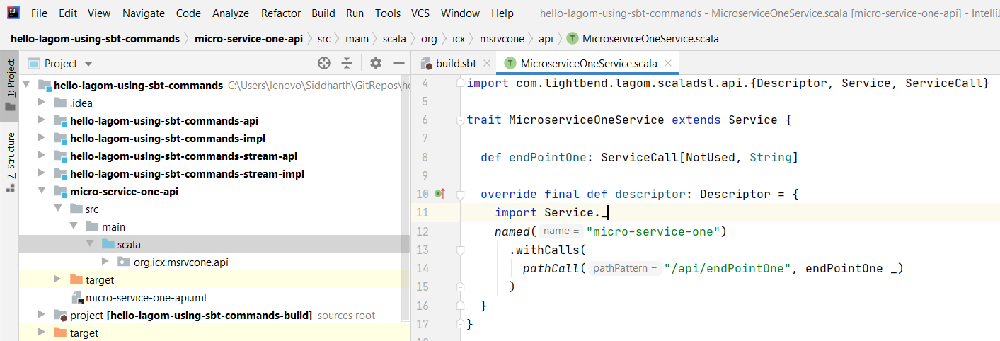 File Edit View Navigate Code Analyze Refactor Build Run Tools VCS Window Help hello-lagom-using-sbt-commands - MicroserviceOneService.scala [micro-service-one-api] - IntelliJ
hello-lagom-using-sbt-commands micro-service-one-api src main scala org icx msrvcone api MicroserviceOneService.scala
1: Project
7: Structure
Project
hello-lagom-using-sbt-commands C:\Users\lenovo\Siddharth\GitRepos\he
.idea
hello-lagom-using-sbt-commands-api
hello-lagom-using-sbt-commands-impl
hello-lagom-using-sbt-commands-stream-api
hello-lagom-using-sbt-commands-stream-impl
micro-service-one-api
src
main
scala
org.icx.msrvcone.api
target
micro-service-one-api.iml
project [hello-lagom-using-sbt-commands-build] sources root
target
build.sbt MicroserviceOneService.scala
4 import com.lightbend.lagom.scaladsl.api.{Descriptor, Service, ServiceCall}
5
6 trait MicroserviceOneService extends Service {
7
8 def endPointOne: ServiceCall[NotUsed, String]
9
10 override final def descriptor: Descriptor = {
11 import Service._
12 named( name = "micro-service-one")
13 .withCalls(
14 pathCall( pathPattern = "/api/endPointOne", endPointOne _)
15 )
16 }
17 }